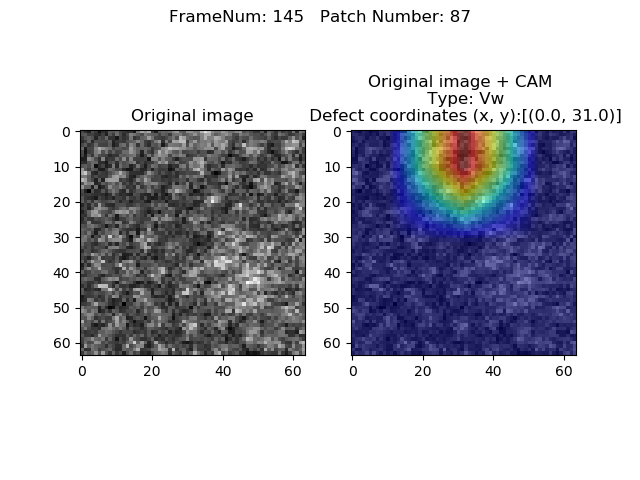 FrameNum: 145   Patch Number: 87
Original image
Original image + CAM
Type: Vw
Defect coordinates (x, y):[(0.0, 31.0)]
0
10
20
30
40
50
60
0 20 40 60
0
10
20
30
40
50
60
0 20 40 60